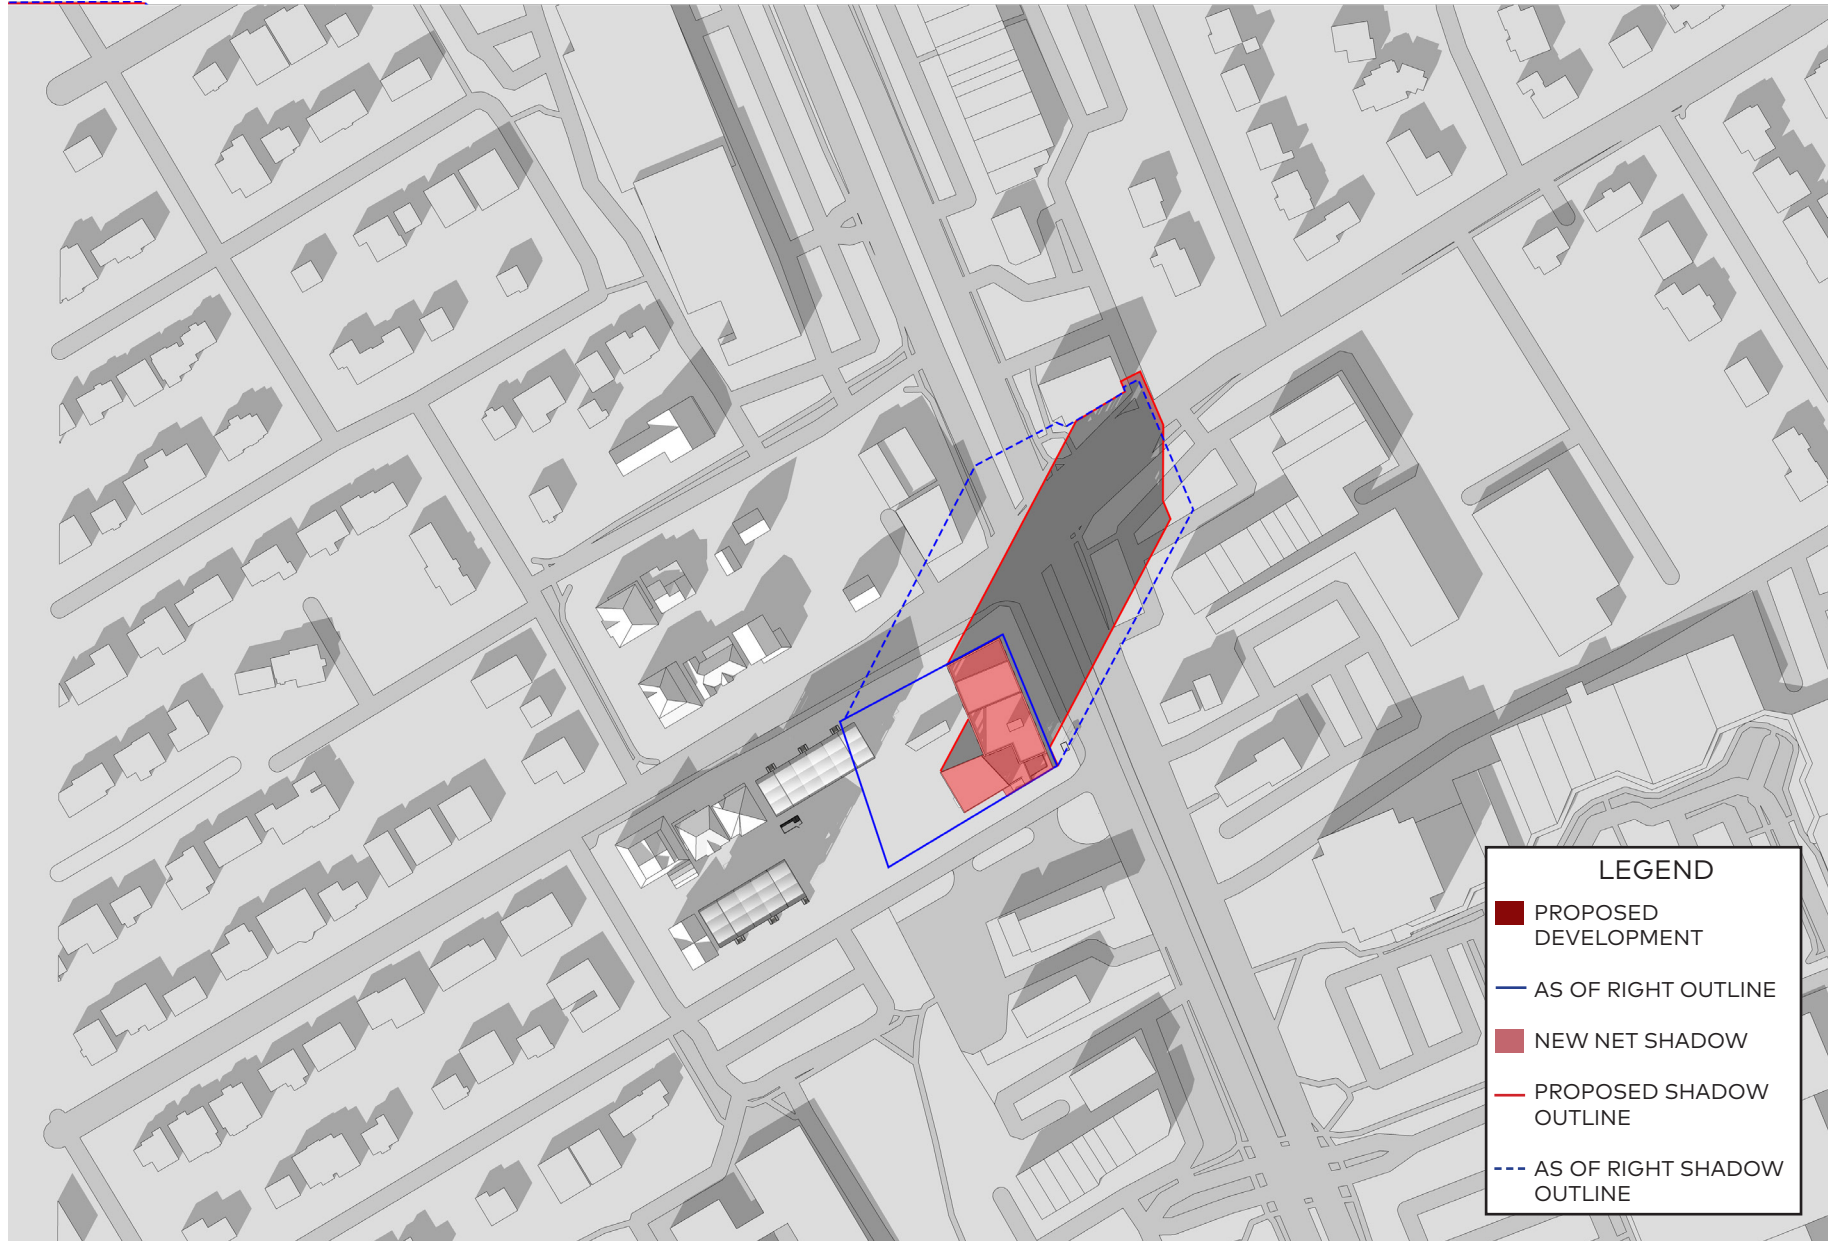 LEGEND
PROPOSED
DEVELOPMENT
AS OF RIGHT OUTLINE
NEW NET SHADOW
PROPOSED SHADOW
OUTLINE
AS OF RIGHT SHADOW
OUTLINE